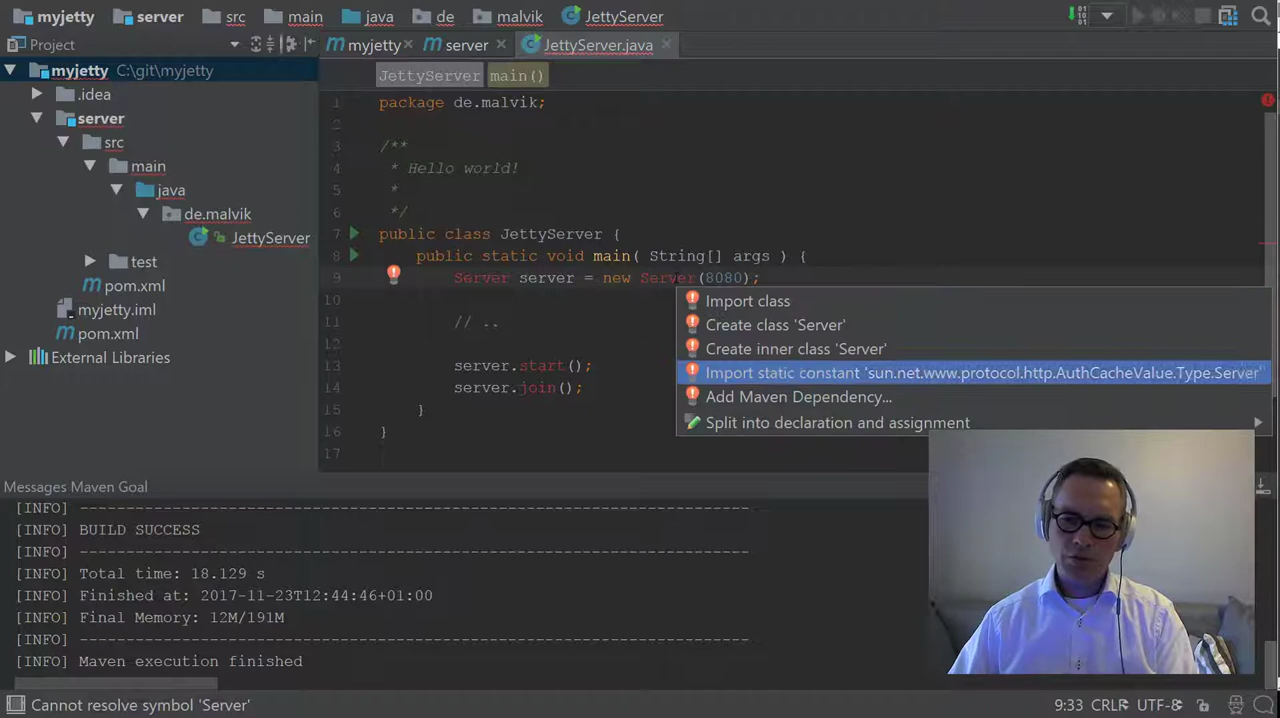 myjetty server src main java de malvik JettyServer
Project
myjetty server JettyServer.java
myjetty C:\git\myjetty
.idea
server
src
main
java
de.malvik
JettyServer
test
pom.xml
myjetty.iml
pom.xml
External Libraries
JettyServer main()
1 package de.malvik;
2
3 /**
4 * Hello world!
5 *
6 */
7 public class JettyServer {
8 public static void main( String[] args ) {
9 Server server = new Server(8080);
10
11 // ..
12
13 server.start();
14 server.join();
15 }
16 }
17
Import class
Create class 'Server'
Create inner class 'Server'
Import static constant 'sun.net.www.protocol.http.AuthCacheValue.Type.Server'
Add Maven Dependency...
Split into declaration and assignment
Messages Maven Goal
[INFO] ------------------------------------------------------------------------
[INFO] BUILD SUCCESS
[INFO] ------------------------------------------------------------------------
[INFO] Total time: 18.129 s
[INFO] Finished at: 2017-11-23T12:44:46+01:00
[INFO] Final Memory: 12M/191M
[INFO] ------------------------------------------------------------------------
[INFO] Maven execution finished
Cannot resolve symbol 'Server' 9:33 CRLF UTF-8